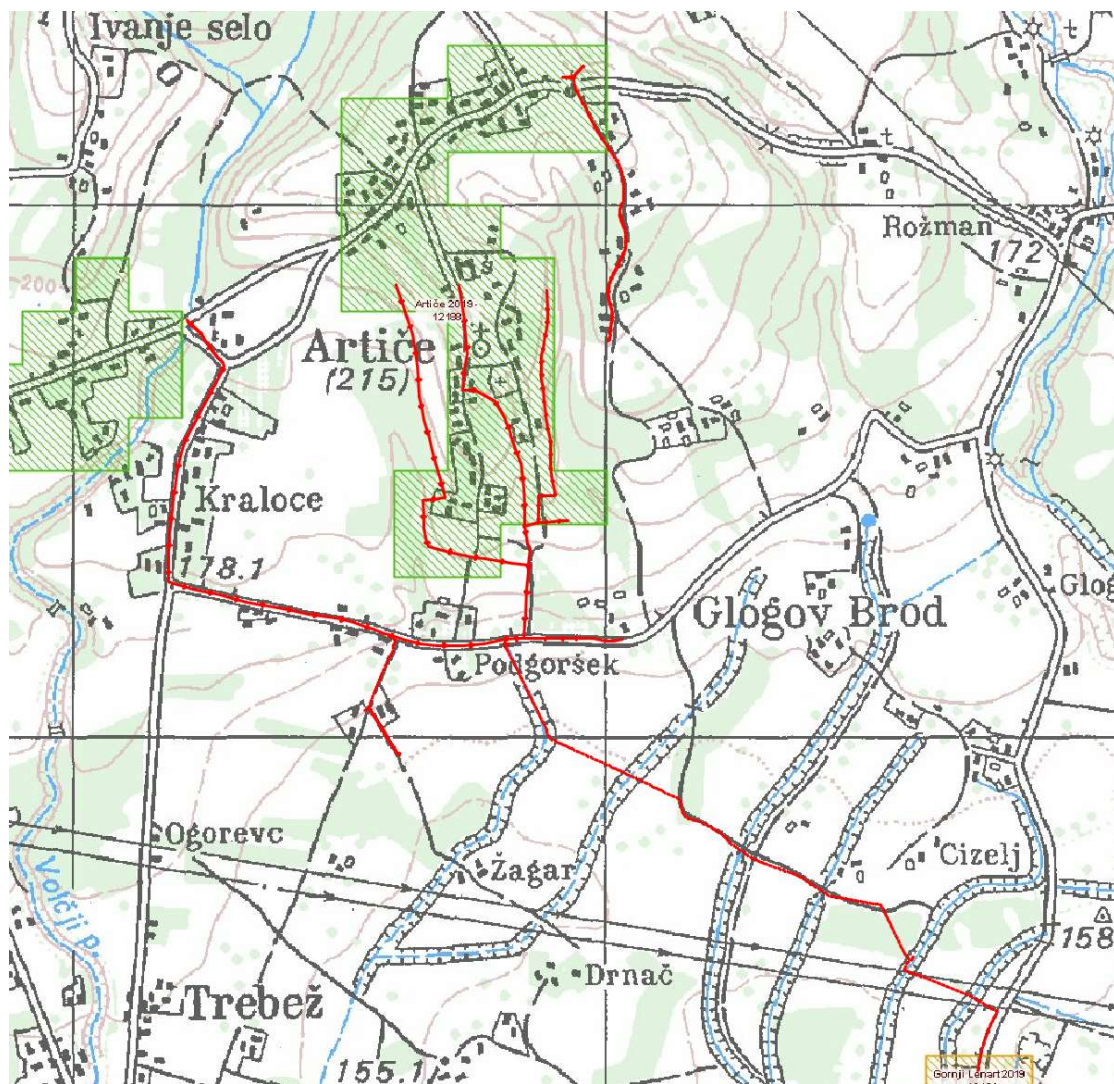 Ivanje selo
t
t
Rožman
172
200
Artiče 2019 -
12188
Artiče
(215)
Kraloce
178.1
Glogov Brod
Glog
Podgoršek
Ogorevc
Žagar
Cizelj
Volčji p.
158
Drnač
Trebež
155.1
Gornji Lenart 2019